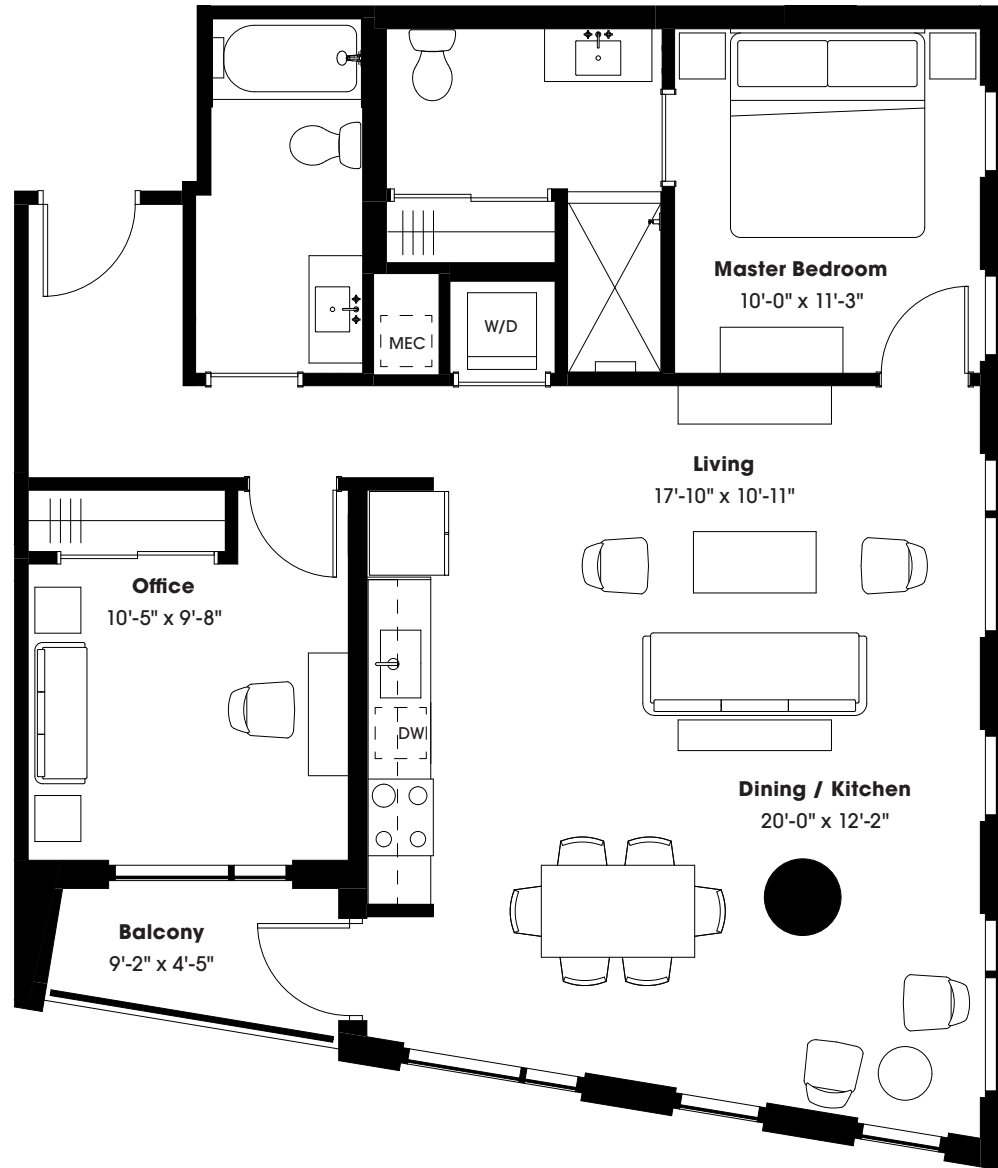 Master Bedroom
10'-0" x 11'-3"
W/D
MEC
Living
17'-10" x 10'-11"
Office
10'-5" x 9'-8"
DW
Dining / Kitchen
20'-0" x 12'-2"
Balcony
9'-2" x 4'-5"